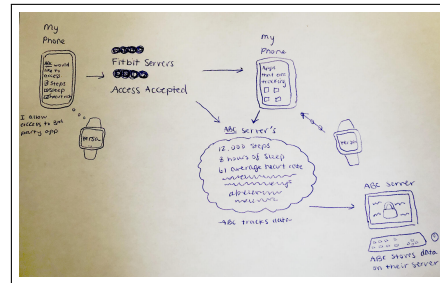 My
Phone
ABC would
like to
access
Steps
Sleep
I allow
access to 3rd
party app
Fitbit Servers
Access Accepted
My
Phone
Apps
that are
tracking
ABC Server's
12,000 steps
8 hours of sleep
61 average heart rate
ABC tracks data
ABC server
ABC stores data
on their server